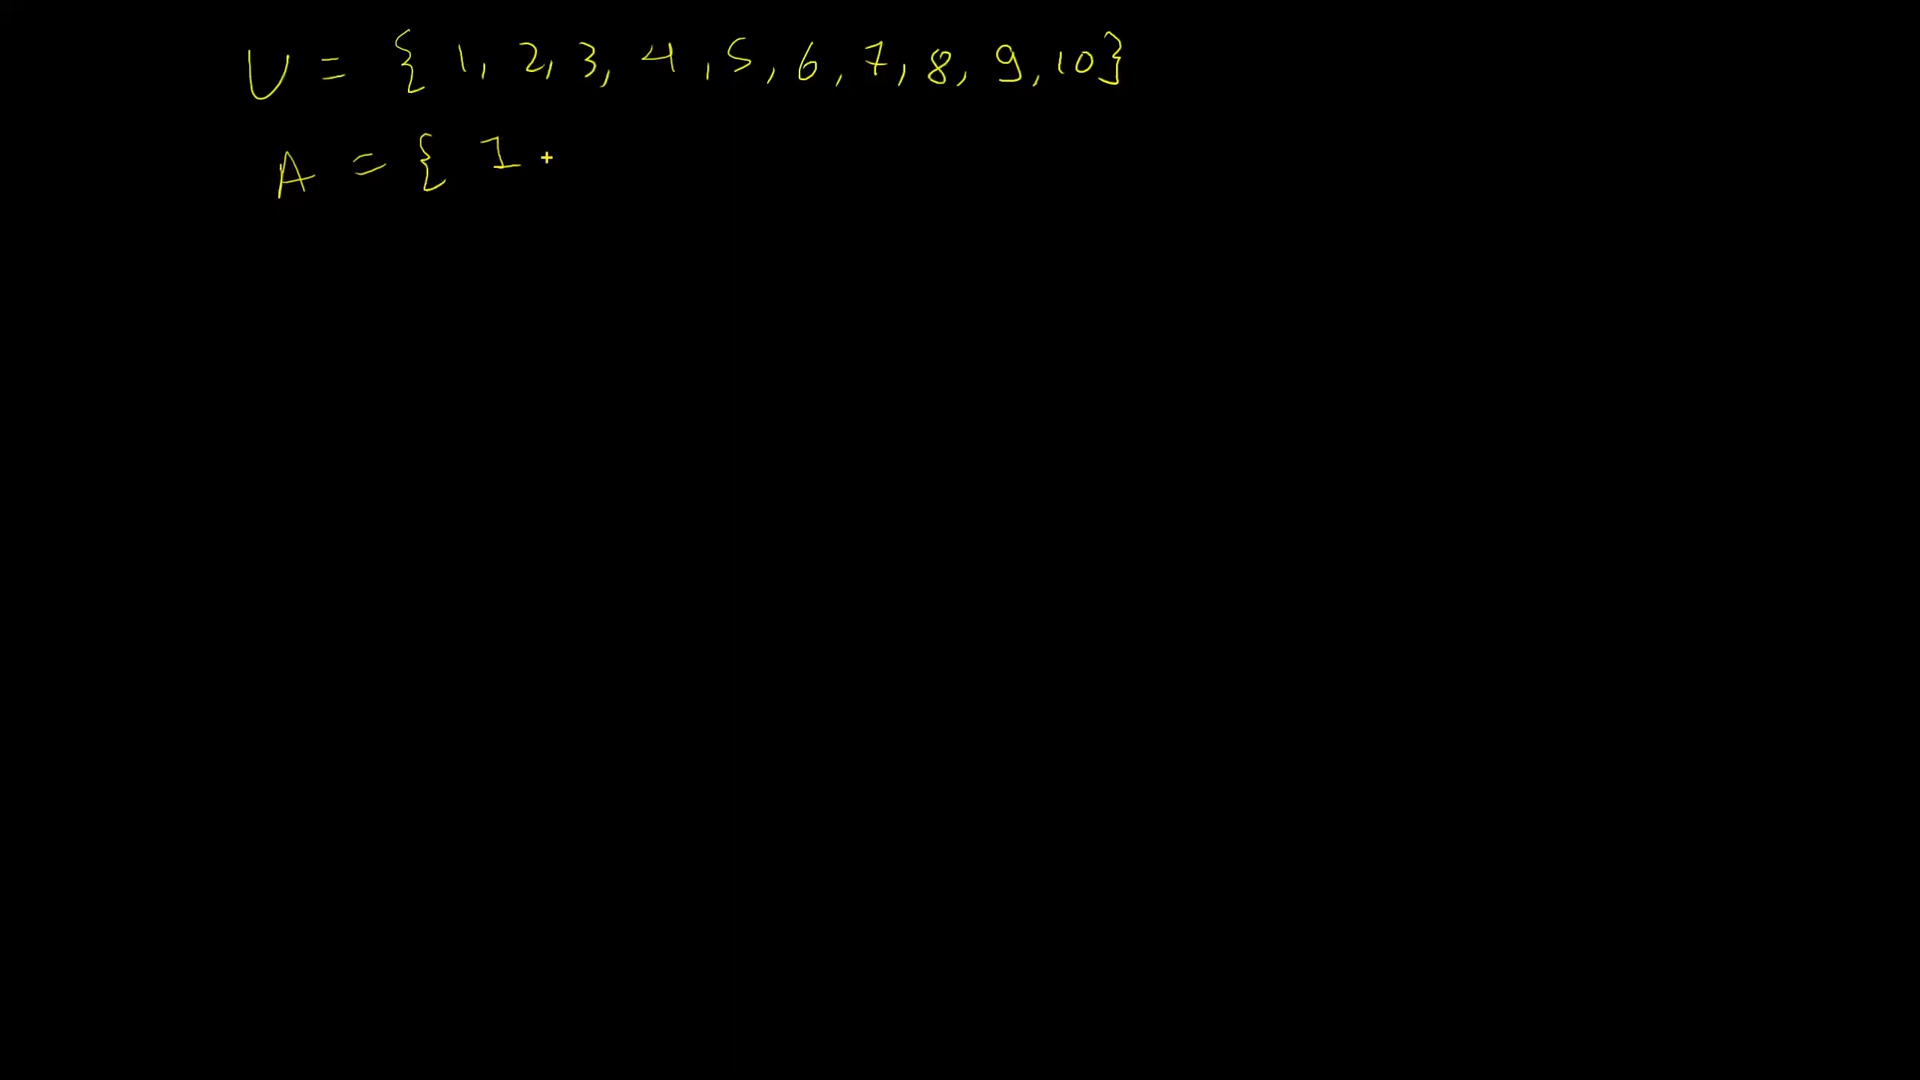 U = { 1, 2, 3, 4, 5, 6, 7, 8, 9, 10}
A = { 1